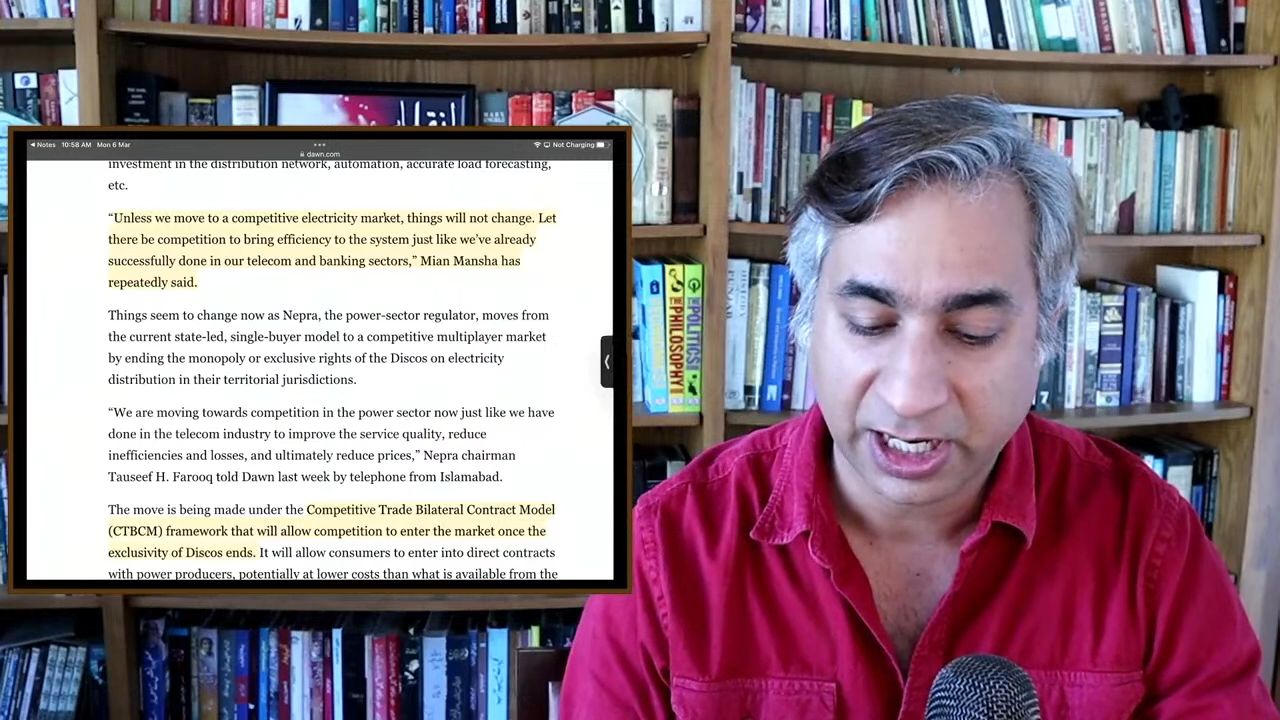 Notes 10:58 AM Mon 6 Mar
dawn.com
Not Charging
investment in the distribution network, automation, accurate load forecasting,
etc.
“Unless we move to a competitive electricity market, things will not change. Let
there be competition to bring efficiency to the system just like we’ve already
successfully done in our telecom and banking sectors,” Mian Mansha has
repeatedly said.
Things seem to change now as Nepra, the power-sector regulator, moves from
the current state-led, single-buyer model to a competitive multiplayer market
by ending the monopoly or exclusive rights of the Discos on electricity
distribution in their territorial jurisdictions.
“We are moving towards competition in the power sector now just like we have
done in the telecom industry to improve the service quality, reduce
inefficiencies and losses, and ultimately reduce prices,” Nepra chairman
Tauseef H. Farooq told Dawn last week by telephone from Islamabad.
The move is being made under the Competitive Trade Bilateral Contract Model
(CTBCM) framework that will allow competition to enter the market once the
exclusivity of Discos ends. It will allow consumers to enter into direct contracts
with power producers, potentially at lower costs than what is available from the
THE PHILOSOPHY
THE POLITICS